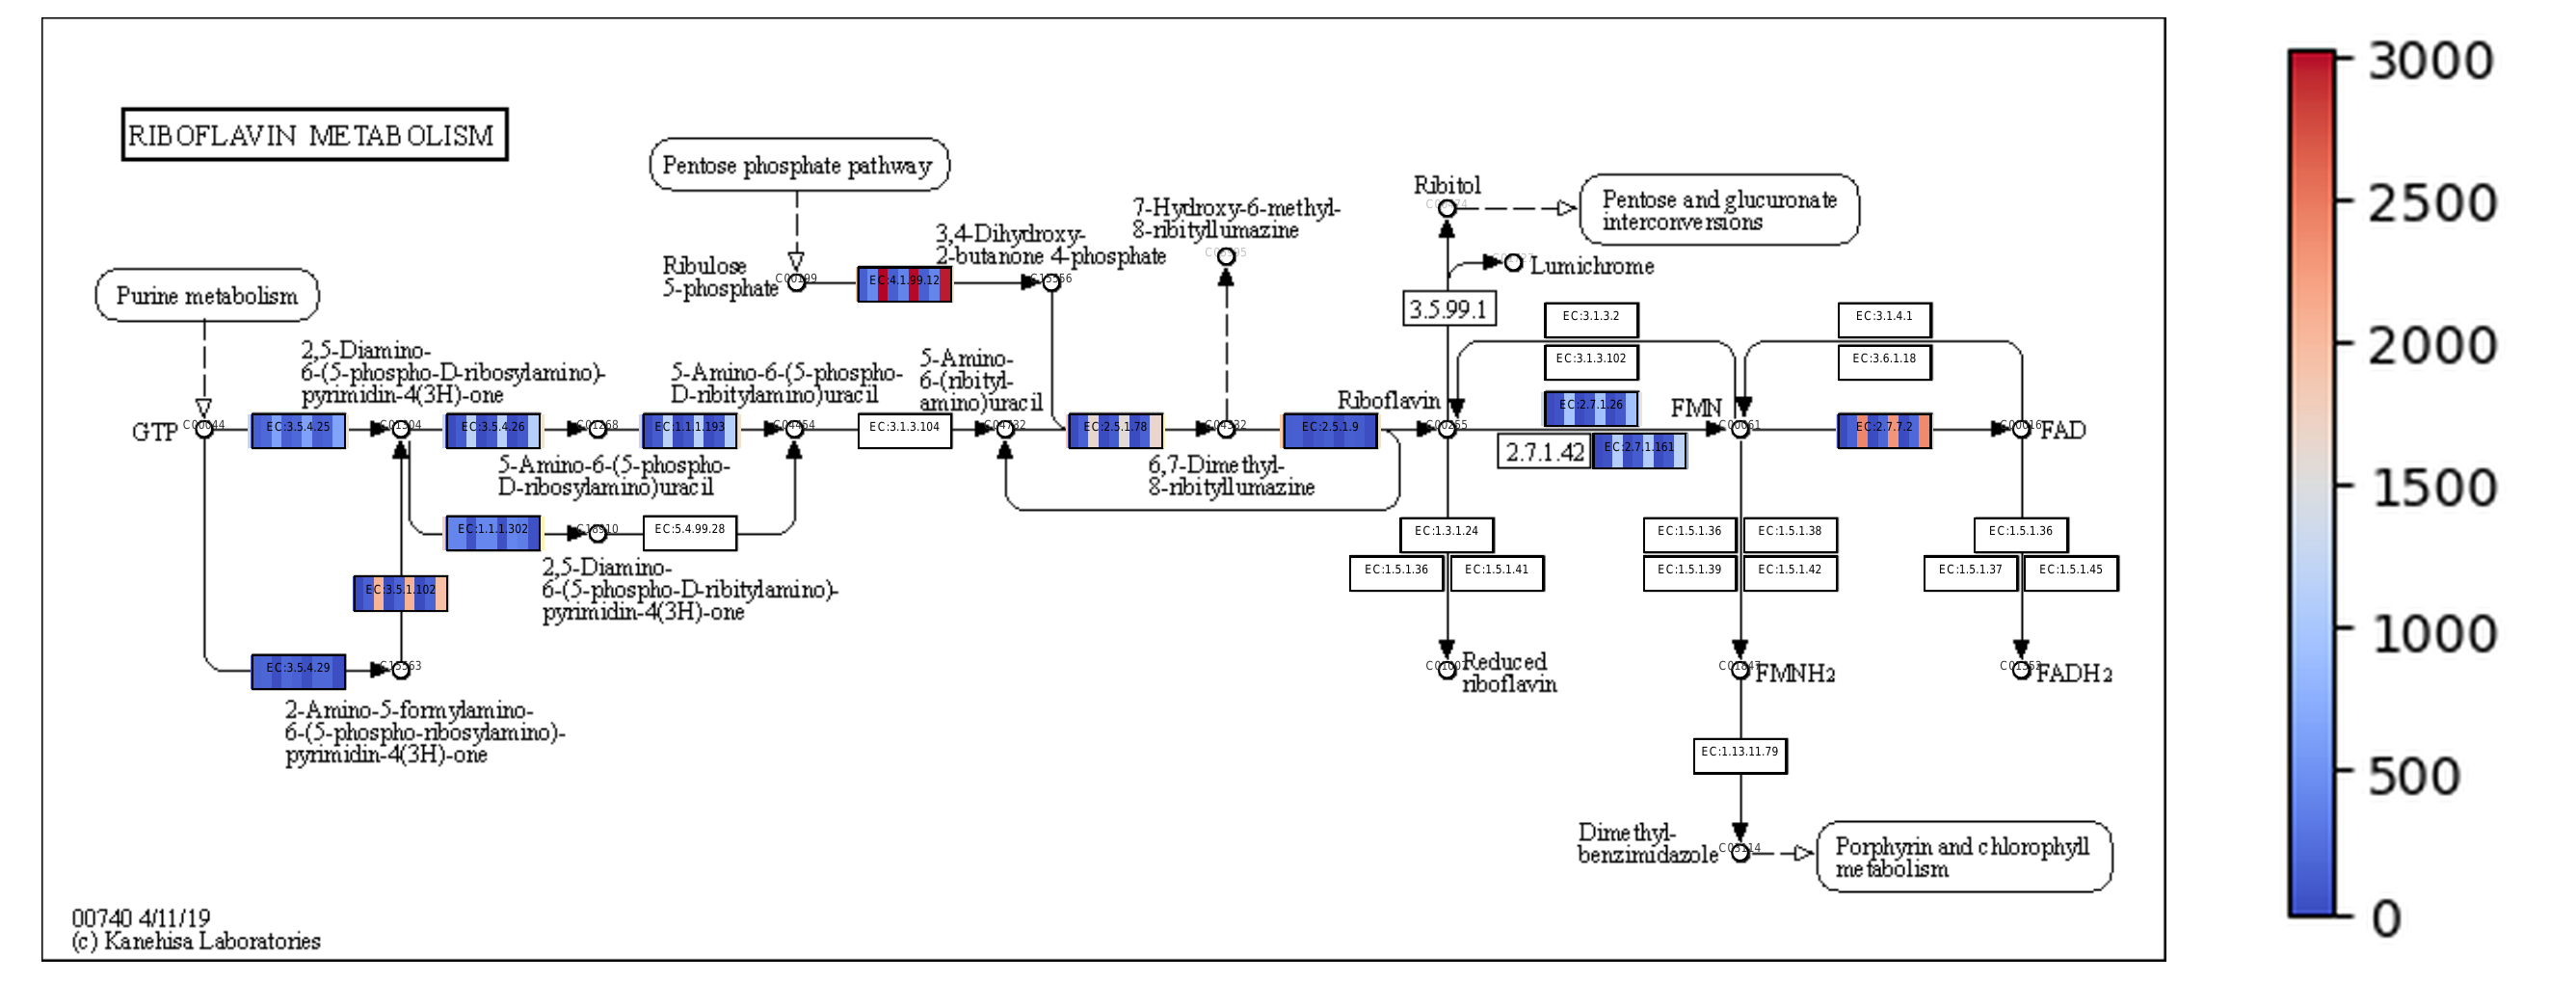 RIBOFLAVIN METABOLISM
Pentose phosphate pathway
Purine metabolism
Ribulose
5-phosphate
C00199
EC:4.1.99.12
3,4-Dihydroxy-
2-butanone 4-phosphate
7-Hydroxy-6-methyl-
8-ribityllumazine
Ribitol
Pentose and glucuronate
interconversions
Lumichrome
3.5.99.1
EC:3.1.3.2
EC:3.1.3.102
EC:2.7.1.26
EC:3.1.4.1
EC:3.6.1.18
2,5-Diamino-
6-(5-phospho-D-ribosylamino)-
pyrimidin-4(3H)-one
5-Amino-6-(5-phospho-
D-ribitylamino)uracil
5-Amino-
6-(ribityl-
amino)uracil
Riboflavin
FMN
GTP
C00044
EC:3.5.4.25
C01304
EC:3.5.4.26
C01268
EC:1.1.1.193
C04454
EC:3.1.3.104
C04732
EC:2.5.1.78
C04332
EC:2.5.1.9
C00255
2.7.1.42
EC:2.7.1.161
C00061
EC:2.7.7.2
C00016
FAD
5-Amino-6-(5-phospho-
D-ribosylamino)uracil
6,7-Dimethyl-
8-ribityllumazine
EC:1.1.1.302
C18910
EC:5.4.99.28
2,5-Diamino-
6-(5-phospho-D-ribitylamino)-
pyrimidin-4(3H)-one
EC:3.5.1.102
EC:3.5.4.29
C15563
2-Amino-5-formylamino-
6-(5-phospho-ribosylamino)-
pyrimidin-4(3H)-one
EC:1.3.1.24
EC:1.5.1.36
EC:1.5.1.41
EC:1.5.1.36
EC:1.5.1.38
EC:1.5.1.39
EC:1.5.1.42
EC:1.5.1.36
EC:1.5.1.37
EC:1.5.1.45
Reduced
riboflavin
C01847
FMNH2
C01352
FADH2
EC:1.13.11.79
Dimethyl-
benzimidazole
C03114
Porphyrin and chlorophyll
metabolism
00740 4/11/19
(c) Kanehisa Laboratories
3000
2500
2000
1500
1000
500
0